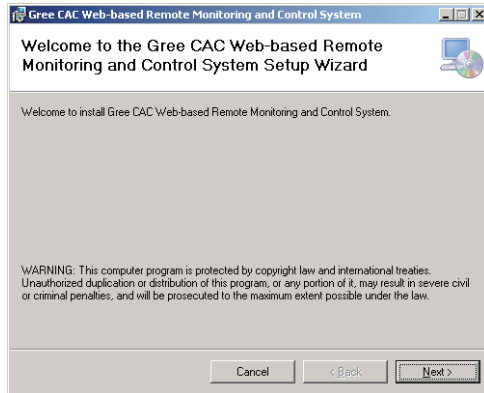 Gree CAC Web-based Remote Monitoring and Control System
Welcome to the Gree CAC Web-based Remote
Monitoring and Control System Setup Wizard
Welcome to install Gree CAC Web-based Remote Monitoring and Control System.
WARNING: This computer program is protected by copyright law and international treaties.
Unauthorized duplication or distribution of this program, or any portion of it, may result in severe civil
or criminal penalties, and will be prosecuted to the maximum extent possible under the law.
Cancel < Back Next >